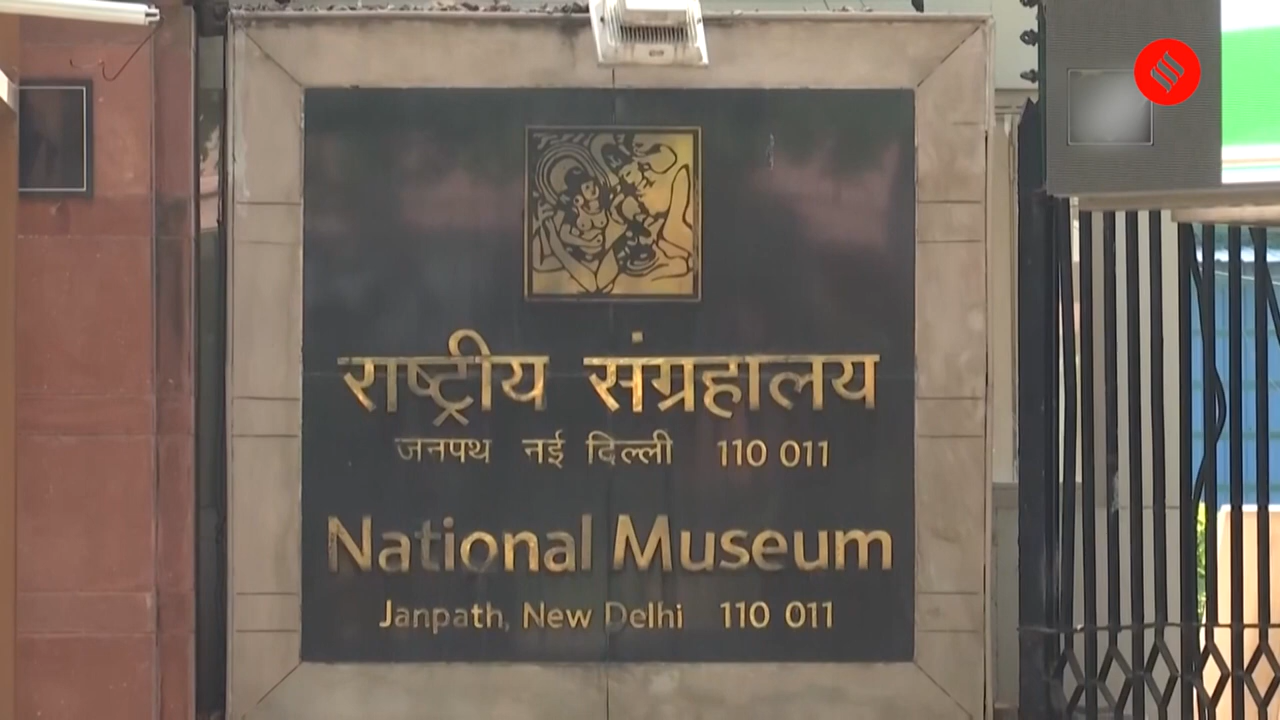 राष्ट्रीय संग्रहालय
जनपथ नई दिल्ली 110 011
National Museum
Janpath, New Delhi 110 011